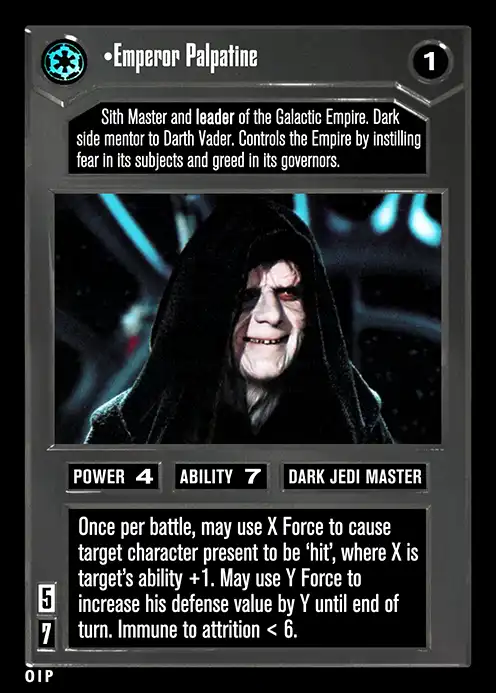 •Emperor Palpatine
1
Sith Master and leader of the Galactic Empire. Dark
side mentor to Darth Vader. Controls the Empire by instilling
fear in its subjects and greed in its governors.
POWER 4 ABILITY 7 DARK JEDI MASTER
Once per battle, may use X Force to cause
target character present to be ‘hit’, where X is
target's ability +1. May use Y Force to
increase his defense value by Y until end of
turn. Immune to attrition < 6.
5
7
OIP